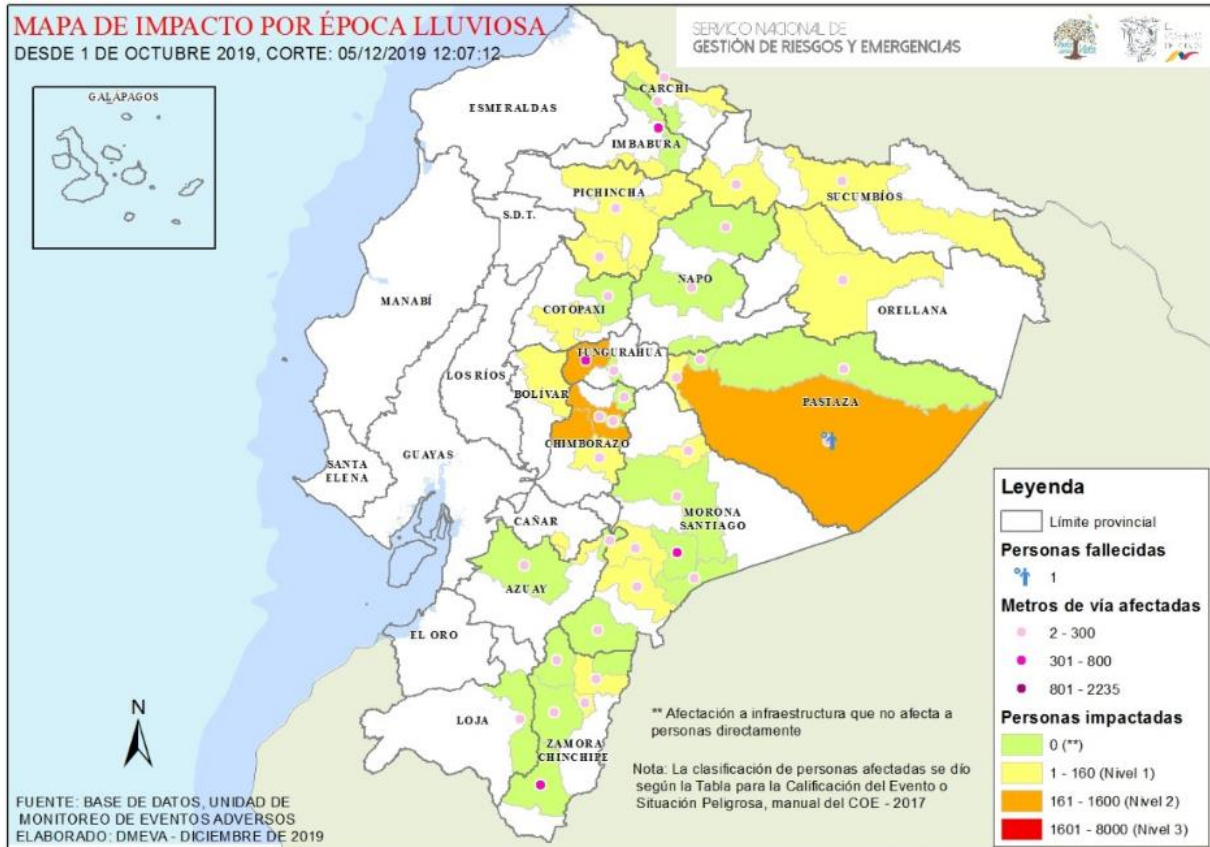 MAPA DE IMPACTO POR ÉPOCA LLUVIOSA
DESDE 1 DE OCTUBRE 2019, CORTE: 05/12/2019 12:07:12
SERVICIO NACIONAL DE
GESTIÓN DE RIESGOS Y EMERGENCIAS
GALÁPAGOS
ESMERALDAS
CARCHI
IMBABURA
PICHINCHA
SUCUMBÍOS
S.D.T.
NAPO
MANABÍ
COTOPAXI
ORELLANA
TUNGURAHUA
LOS RÍOS
BOLÍVAR
PASTAZA
CHIMBORAZO
GUAYAS
SANTA
ELENA
MORONA
SANTIAGO
CAÑAR
AZUAY
EL ORO
LOJA
ZAMORA
CHINCHIPE
N
** Afectación a infraestructura que no afecta a
personas directamente
Nota: La clasificación de personas afectadas se dío
según la Tabla para la Calificación del Evento o
Situación Peligrosa, manual del COE - 2017
FUENTE: BASE DE DATOS, UNIDAD DE
MONITOREO DE EVENTOS ADVERSOS
ELABORADO: DMEVA - DICIEMBRE DE 2019
Leyenda
Límite provincial
Personas fallecidas
1
Metros de vía afectadas
2 - 300
301 - 800
801 - 2235
Personas impactadas
0 (**)
1 - 160 (Nivel 1)
161 - 1600 (Nivel 2)
1601 - 8000 (Nivel 3)